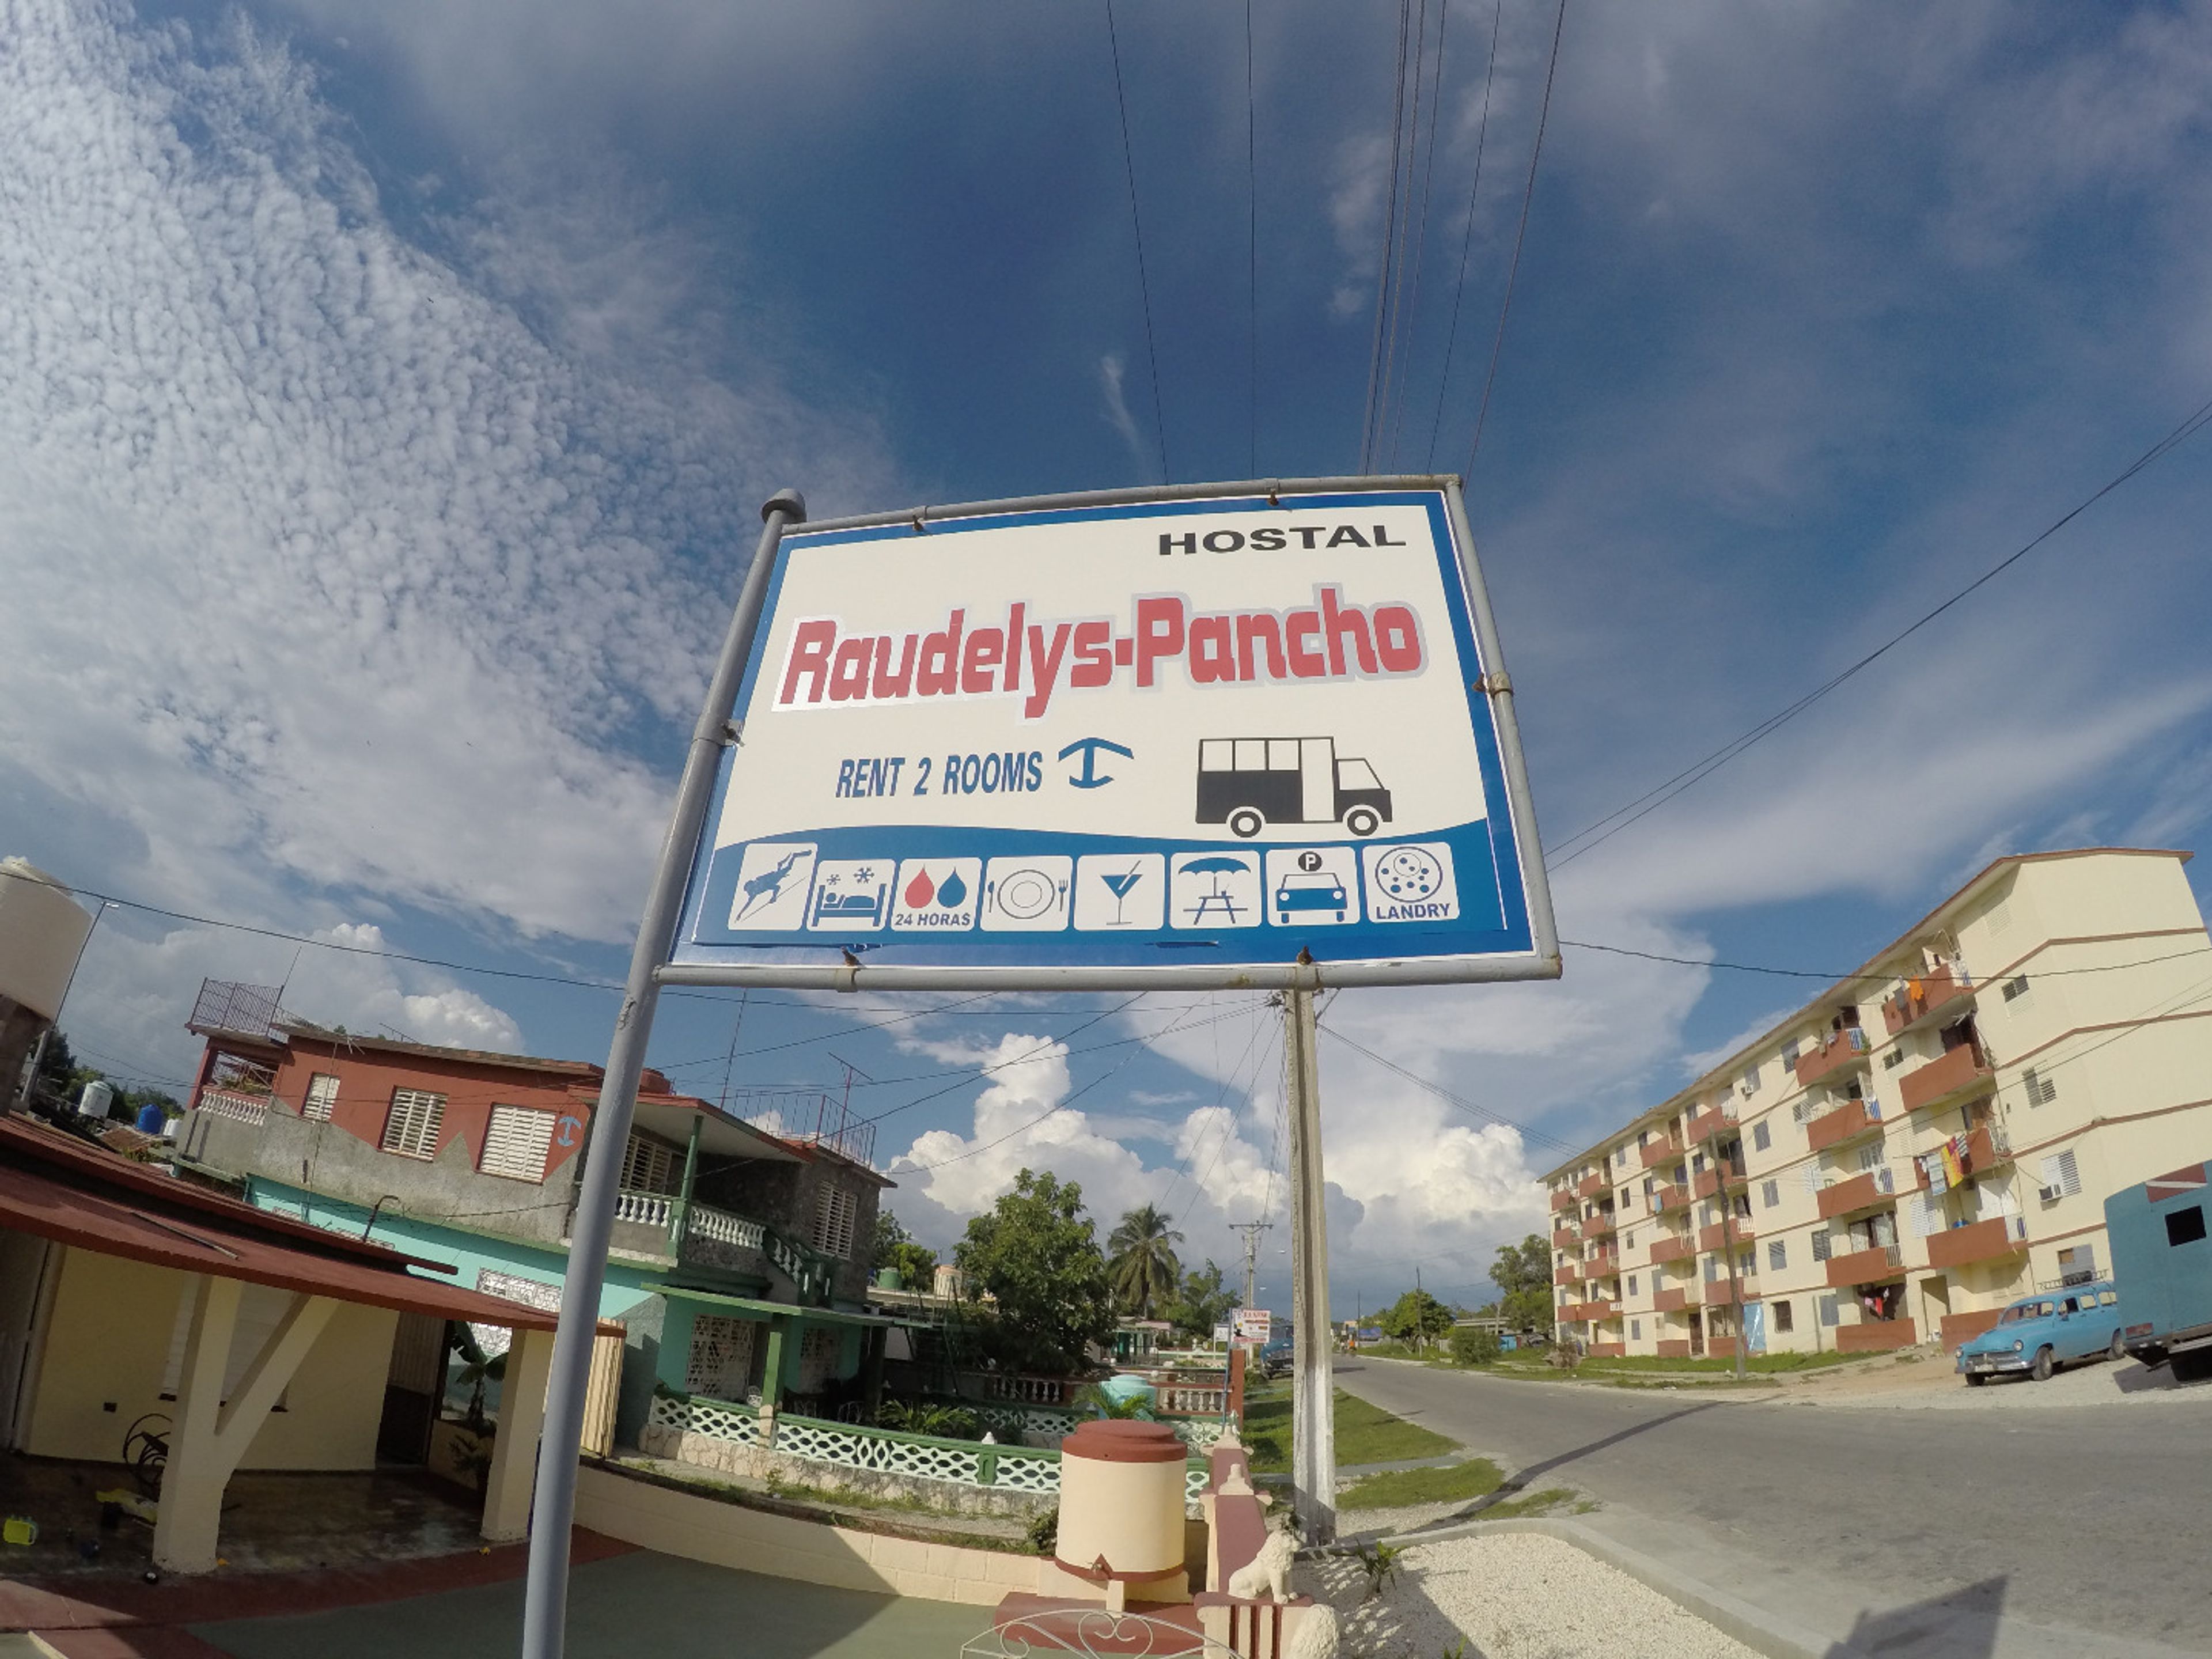 HOSTAL
Raudelys-Pancho
RENT 2 ROOMS
24 HORAS
P
LANDRY